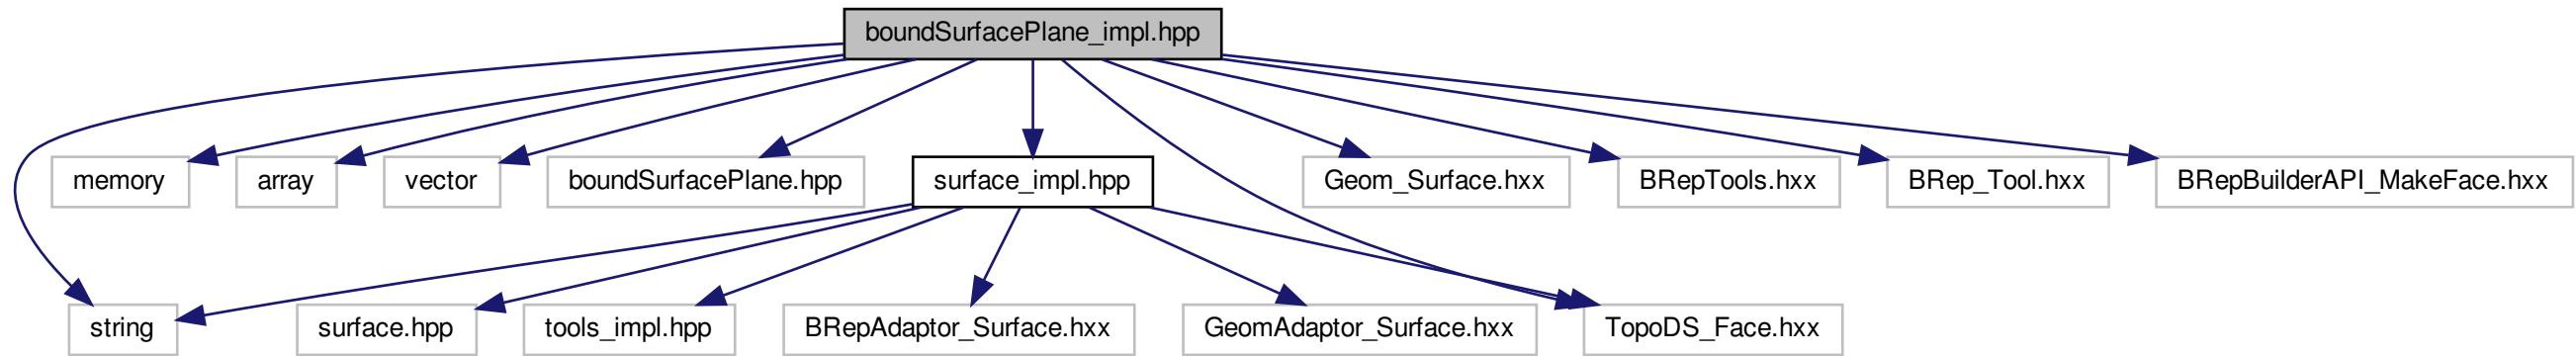 boundSurfacePlane_impl.hpp
memory
array
vector
boundSurfacePlane.hpp
surface_impl.hpp
Geom_Surface.hxx
BRepTools.hxx
BRep_Tool.hxx
BRepBuilderAPI_MakeFace.hxx
string
surface.hpp
tools_impl.hpp
BRepAdaptor_Surface.hxx
GeomAdaptor_Surface.hxx
TopoDS_Face.hxx